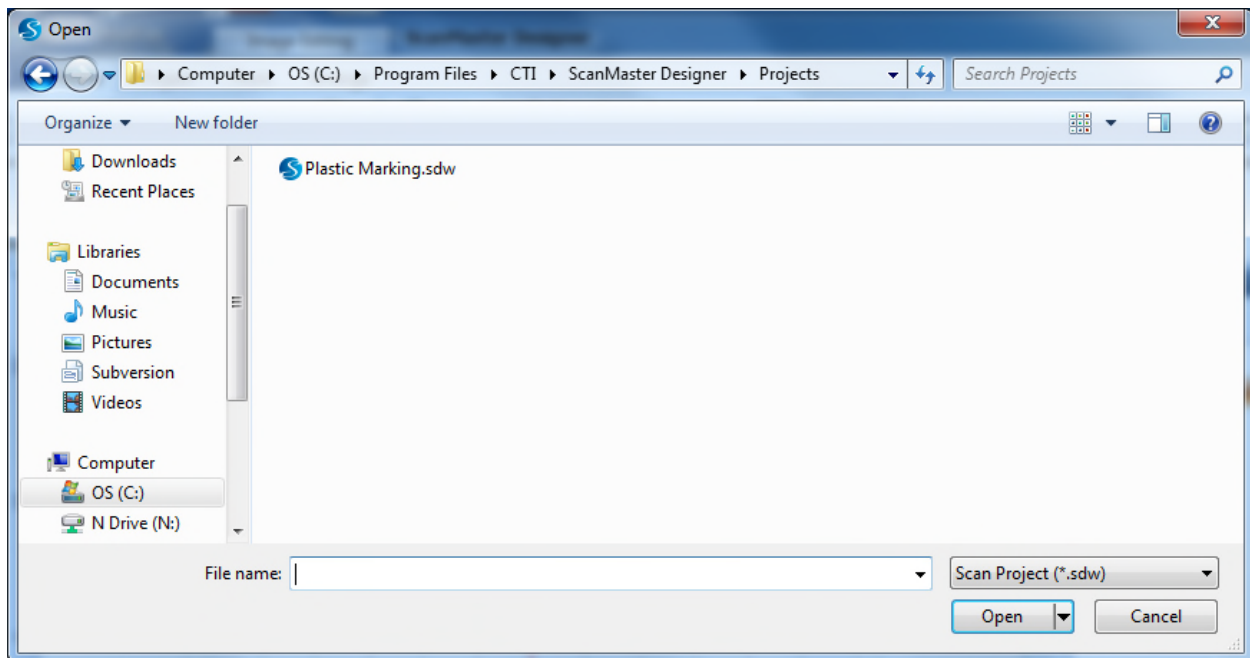 Open
Computer OS (C:) Program Files CTI ScanMaster Designer Projects
Search Projects
Organize New folder
Downloads
Recent Places
Libraries
Documents
Music
Pictures
Subversion
Videos
Computer
OS (C:)
N Drive (N:)
Plastic Marking.sdw
File name:
Scan Project (*.sdw)
Open Cancel